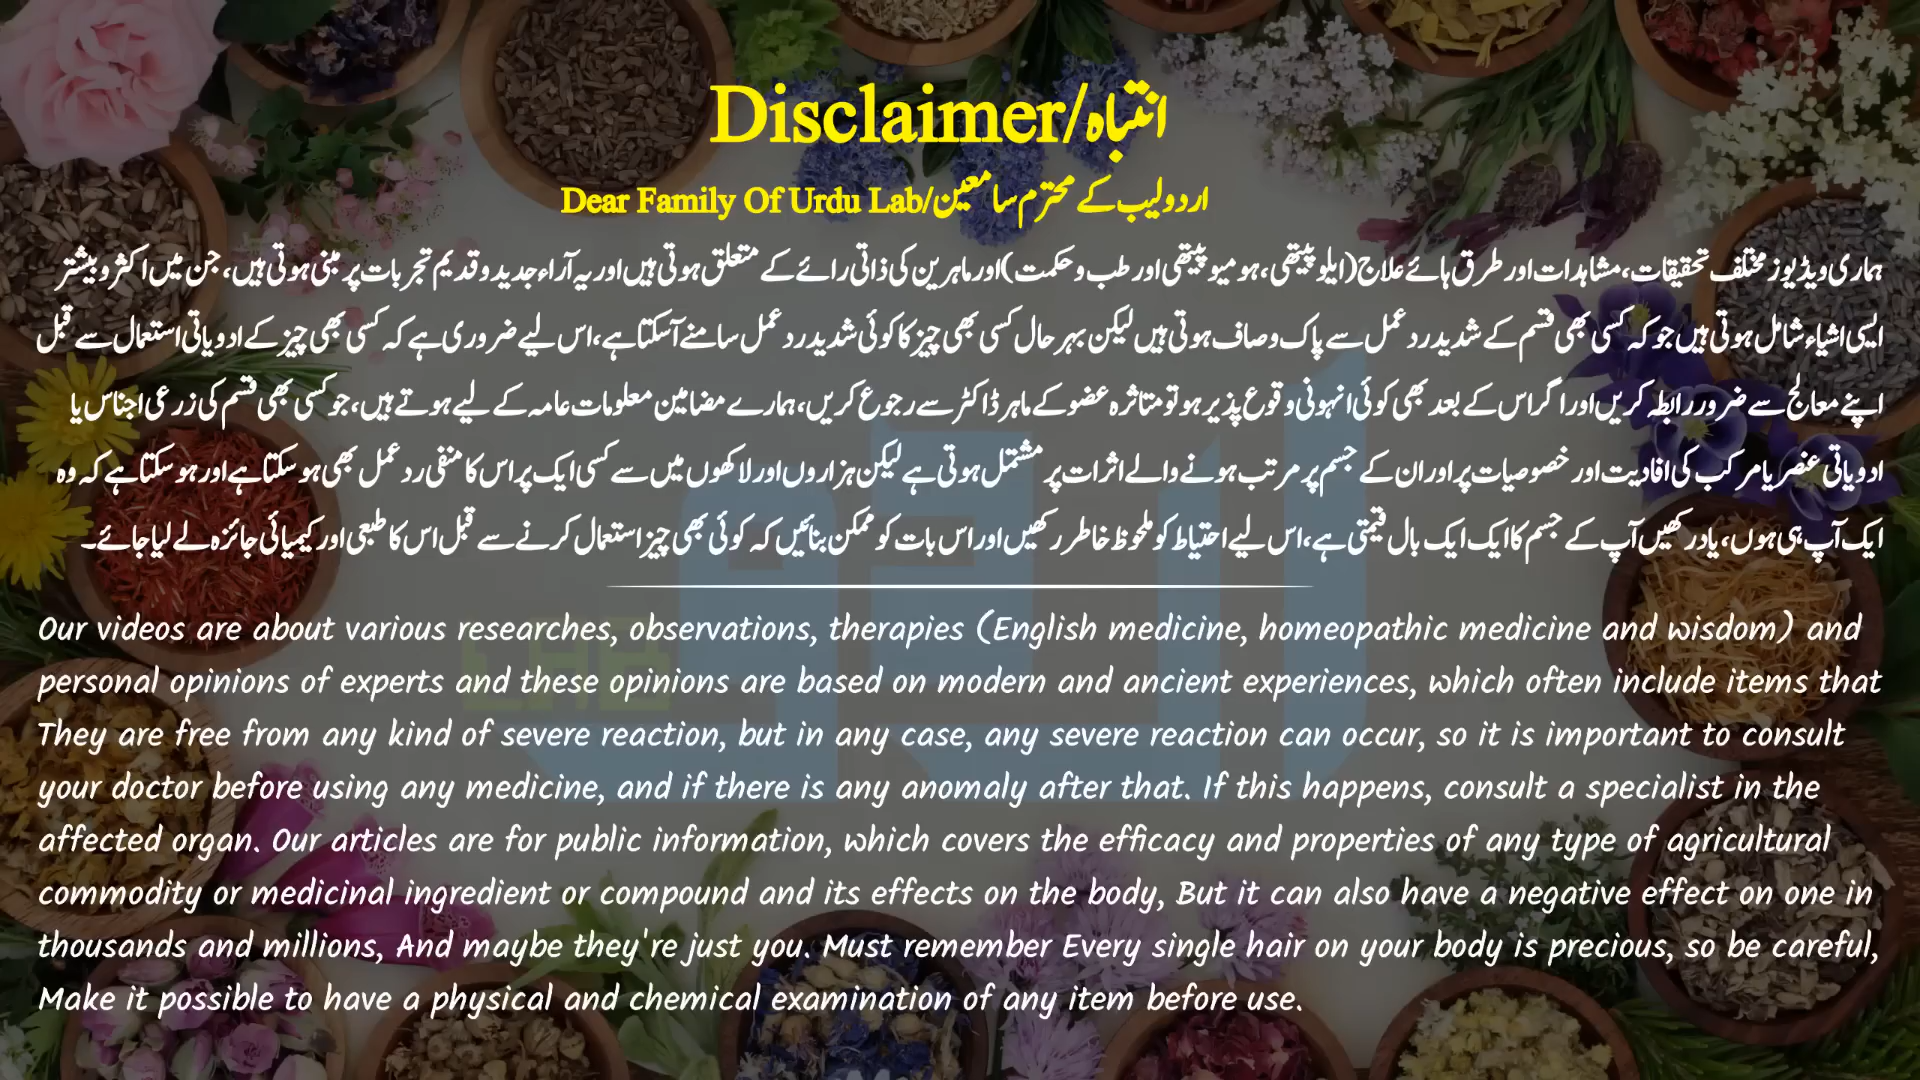 Disclaimer/انتباہ
Dear Family Of Urdu Lab/اردولیب کے محترم سامعین
ہماری ویڈیوز مختلف تحقیقات، مشاہدات اور طرق ہائے علاج(ایلوپیتھی، ہومیوپیتھی اور طب و حکمت)اور ماہرین کی ذاتی رائے کے متعلق ہوتی ہیں اور یہ آراء جدید و قدیم تجربات پر مبنی ہوتی ہیں، جن میں اکثر و بیشتر
ایسی اشیاء شامل ہوتی ہیں جو کہ کسی بھی قسم کے شدید رد عمل سے پاک و صاف ہوتی ہیں لیکن بہر حال کسی بھی چیز کا کوئی شدید رد عمل سامنے آسکتا ہے، اس لیے ضروری ہے کہ کسی بھی چیز کے ادویاتی استعمال سے قبل
اپنے معالج سے ضرور رابطہ کریں اور اگر اس کے بعد بھی کوئی انہونی وقوع پذیر ہو تو متاثرہ عضو کے ماہر ڈاکٹر سے رجوع کریں، ہمارے مضامین معلومات عامہ کے لیے ہوتے ہیں، جو کسی بھی قسم کی زرعی اجناس یا
ادویاتی عنصر یا مرکب کی افادیت اور خصوصیات پر اور ان کے جسم پر مرتب ہونے والے اثرات پر مشتمل ہوتی ہے لیکن ہزاروں اور لاکھوں میں سے کسی ایک پر اس کا منفی رد عمل بھی ہو سکتا ہے اور ہو سکتا ہے کہ وہ
ایک آپ ہی ہوں، یاد رکھیں آپ کے جسم کا ایک ایک بال قیمتی ہے، اس لیے احتیاط کو ملحوظ خاطر رکھیں اور اس بات کو ممکن بنائیں کہ کوئی بھی چیز استعمال کرنے سے قبل اس کا طبعی اور کیمیائی جائزہ لے لیا جائے۔
Our videos are about various researches, observations, therapies (English medicine, homeopathic medicine and wisdom) and
personal opinions of experts and these opinions are based on modern and ancient experiences, which often include items that
They are free from any kind of severe reaction, but in any case, any severe reaction can occur, so it is important to consult
your doctor before using any medicine, and if there is any anomaly after that. If this happens, consult a specialist in the
affected organ. Our articles are for public information, which covers the efficacy and properties of any type of agricultural
commodity or medicinal ingredient or compound and its effects on the body, But it can also have a negative effect on one in
thousands and millions, And maybe they're just you. Must remember Every single hair on your body is precious, so be careful,
Make it possible to have a physical and chemical examination of any item before use.
اردو
LAB